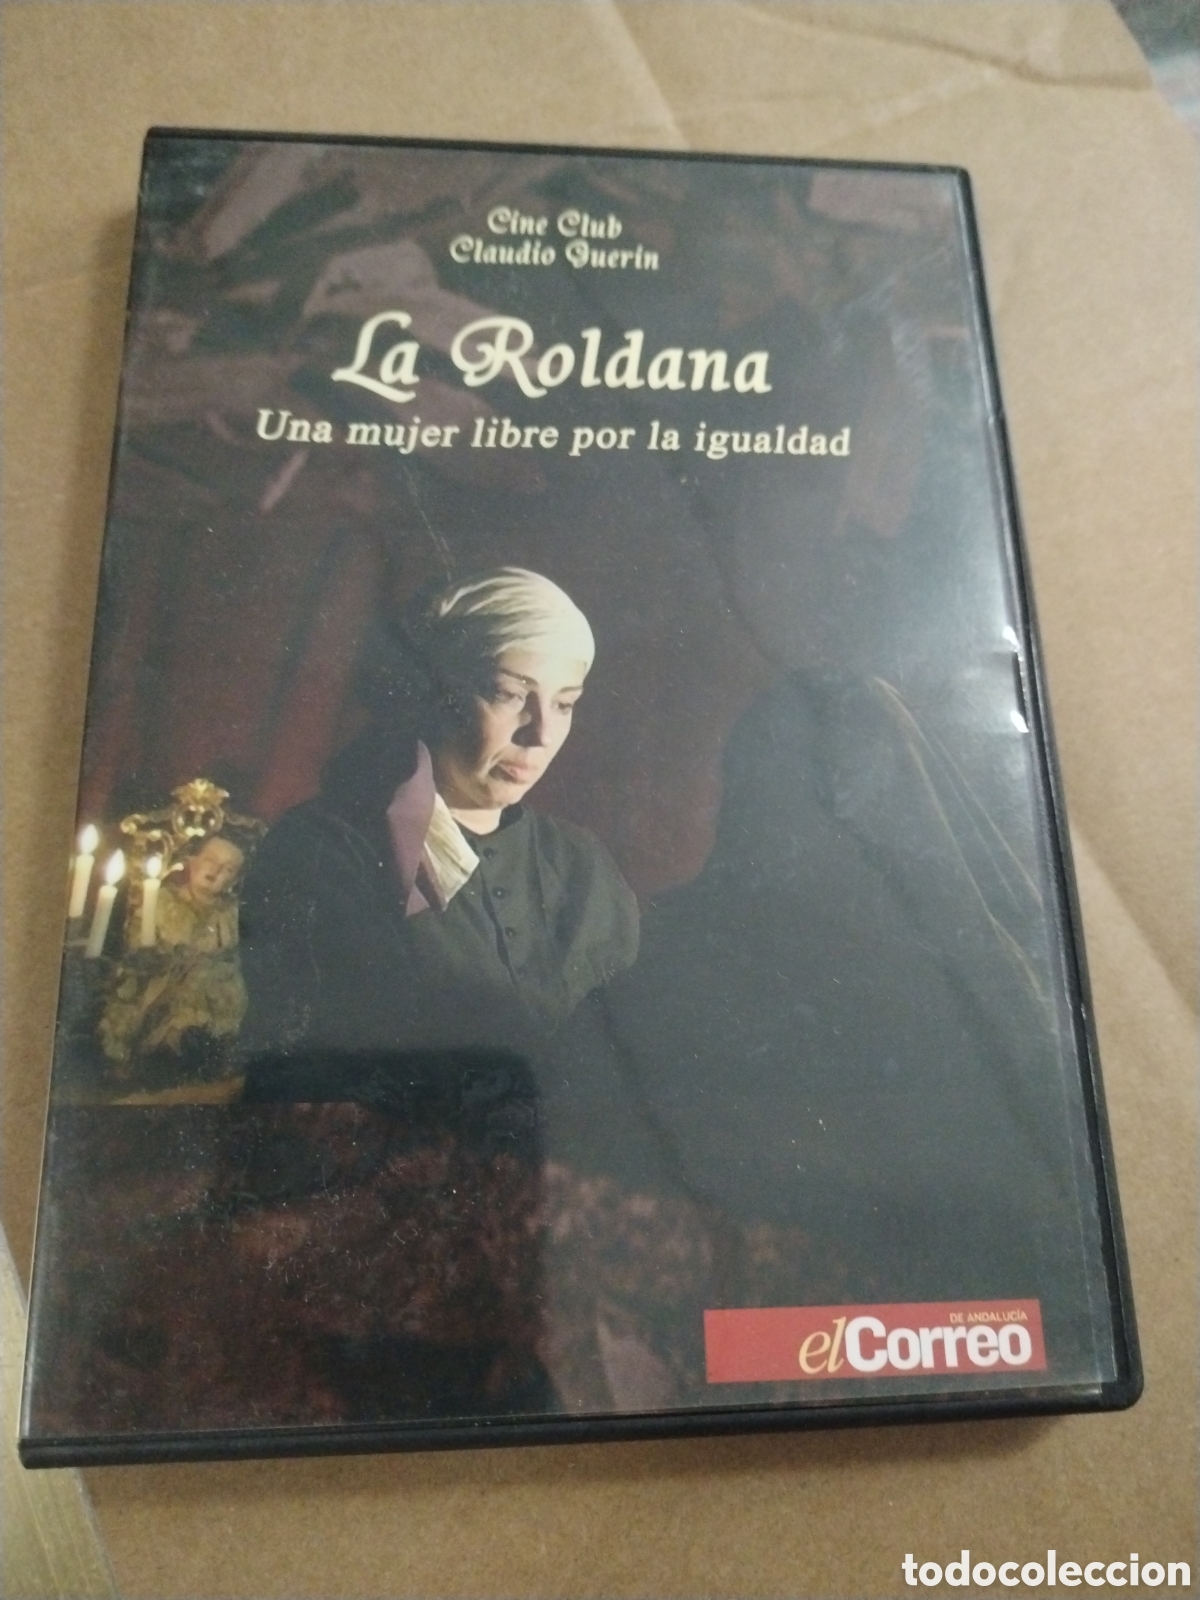 Cine Club
Claudio Guerin
La Roldana
Una mujer libre por la igualdad
DE ANDALUCÍA
elCorreo
todocoleccion